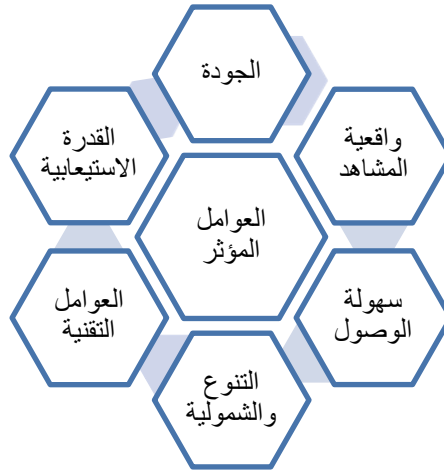 الجودة
واقعية
المشاهد
سهولة
الوصول
التنوع
والشمولية
العوامل
التقنية
القدرة
الاستيعابية
العوامل
المؤثر